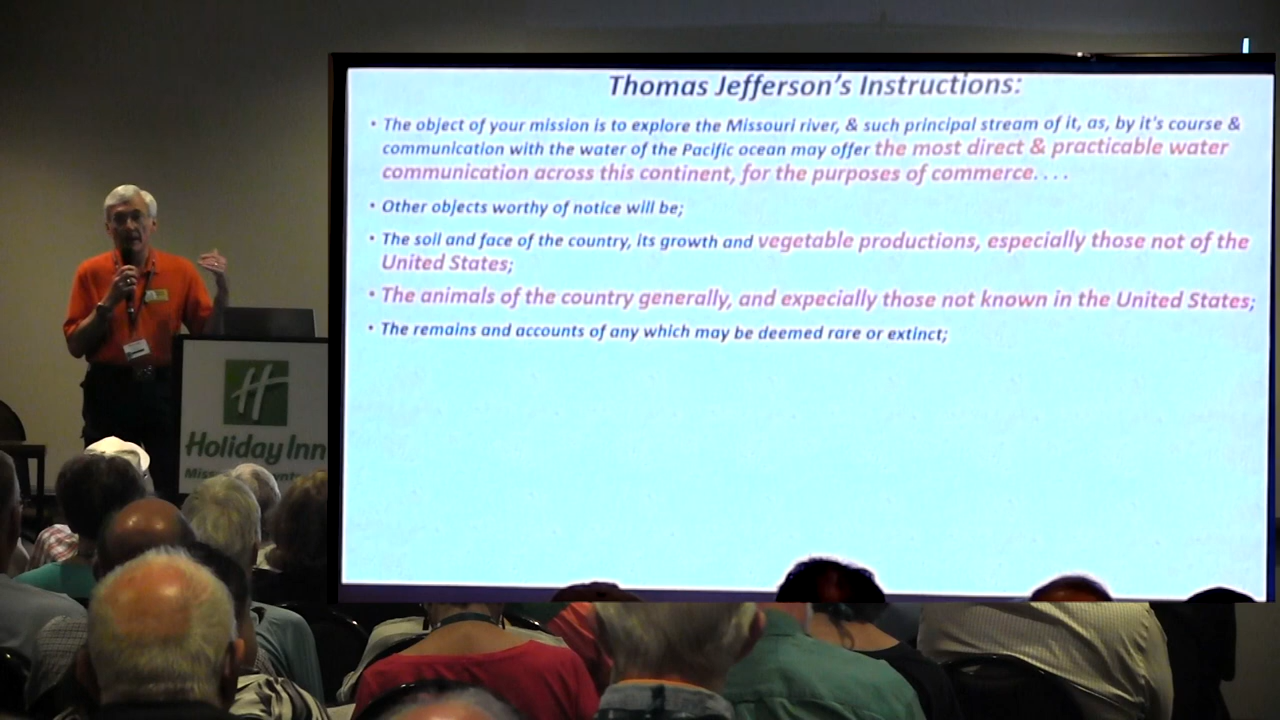 Thomas Jefferson's Instructions:
• The object of your mission is to explore the Missouri river, & such principal stream of it, as, by it's course &
communication with the water of the Pacific ocean may offer the most direct & practicable water
communication across this continent, for the purposes of commerce. . . .
• Other objects worthy of notice will be;
• The soil and face of the country, its growth and vegetable productions, especially those not of the
United States;
• The animals of the country generally, and expecially those not known in the United States;
• The remains and accounts of any which may be deemed rare or extinct;
H
Holiday Inn